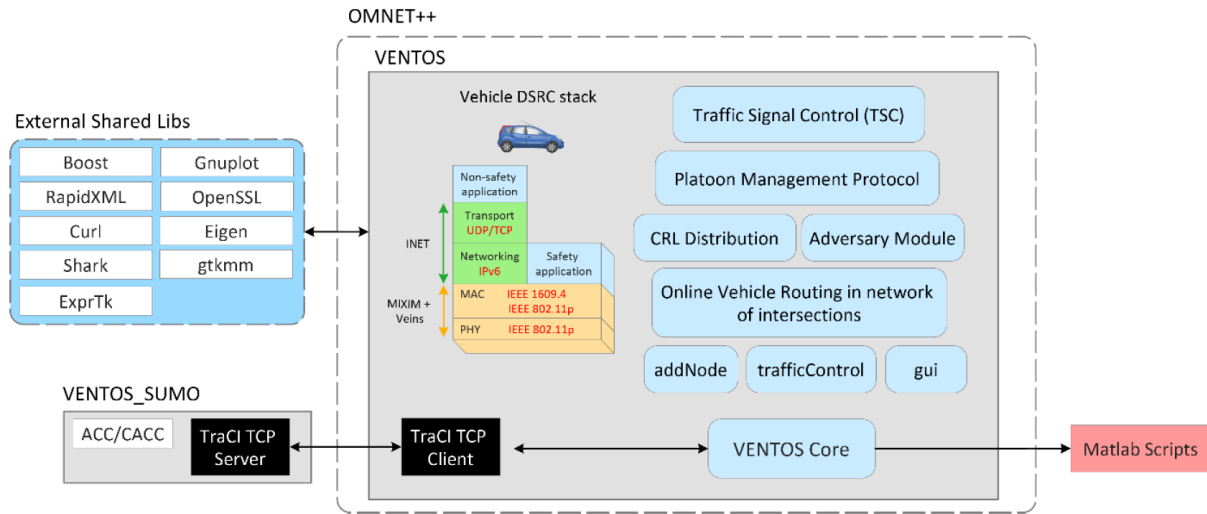 OMNET++
VENTOS
External Shared Libs
Boost
Gnuplot
RapidXML
OpenSSL
Curl
Eigen
Shark
gtkmm
ExprTk
Vehicle DSRC stack
Non-safety
application
Transport
UDP/TCP
INET
Networking
IPv6
Safety
application
MIXIM +
Veins
MAC IEEE 1609.4
IEEE 802.11p
PHY IEEE 802.11p
Traffic Signal Control (TSC)
Platoon Management Protocol
CRL Distribution
Adversary Module
Online Vehicle Routing in network
of intersections
addNode
trafficControl
gui
VENTOS_SUMO
ACC/CACC
TraCI TCP
Server
TraCI TCP
Client
VENTOS Core
Matlab Scripts